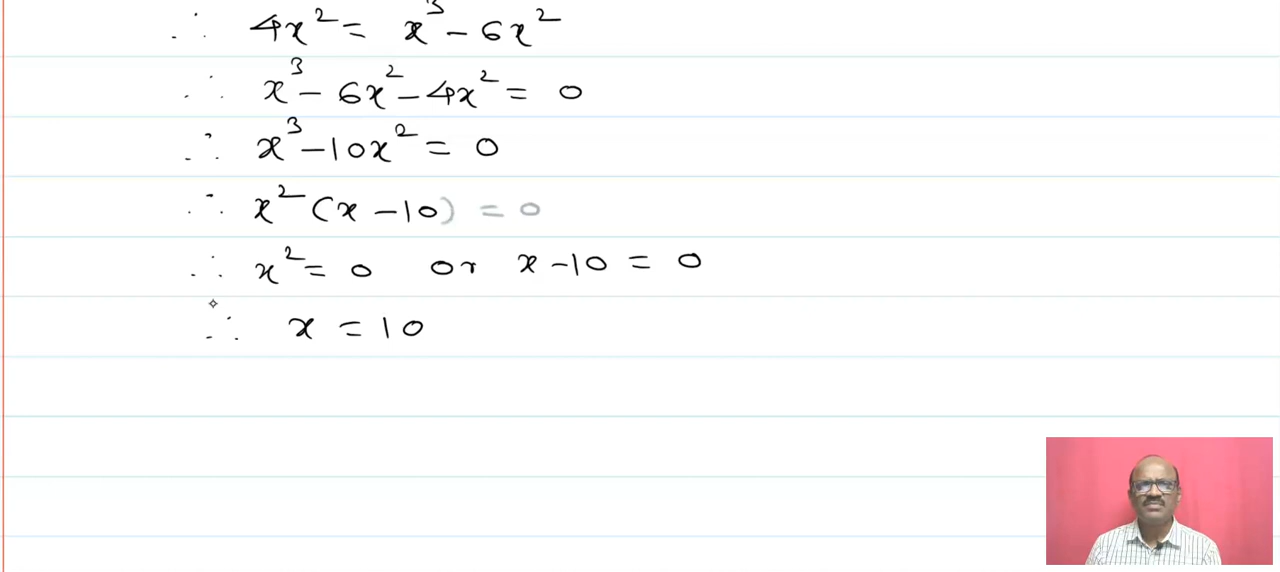 ∴ 4x² = x³ - 6x²
∴ x³ - 6x² - 4x² = 0
∴ x³ - 10x² = 0
∴ x² (x - 10) = 0
∴ x² = 0 or x - 10 = 0
∴ x = 10